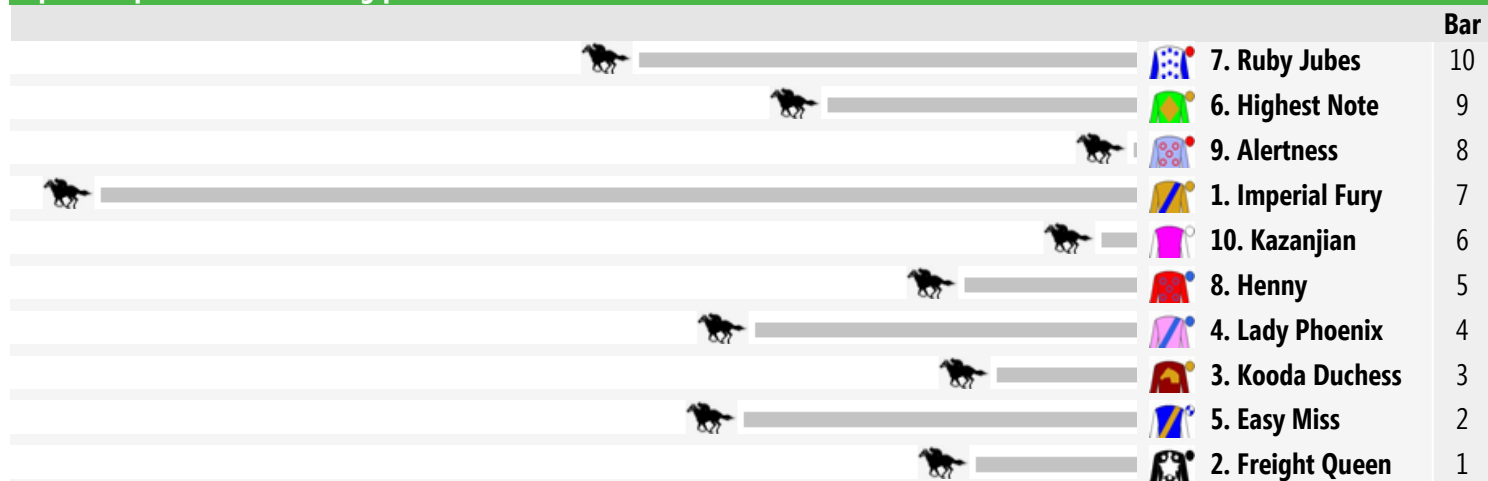 Bar
7. Ruby Jubes 10
6. Highest Note 9
9. Alertness 8
1. Imperial Fury 7
10. Kazanjian 6
8. Henny 5
4. Lady Phoenix 4
3. Kooda Duchess 3
5. Easy Miss 2
2. Freight Queen 1